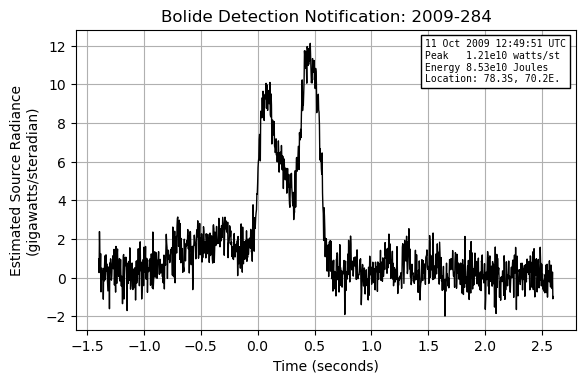 Bolide Detection Notification: 2009-284
11 Oct 2009 12:49:51 UTC
Peak 1.21e10 watts/st
Energy 8.53e10 Joules
Location: 78.3S, 70.2E.
Estimated Source Radiance
(gigawatts/steradian)
12
10
8
6
4
2
0
−2
−1.5 −1.0 −0.5 0.0 0.5 1.0 1.5 2.0 2.5
Time (seconds)